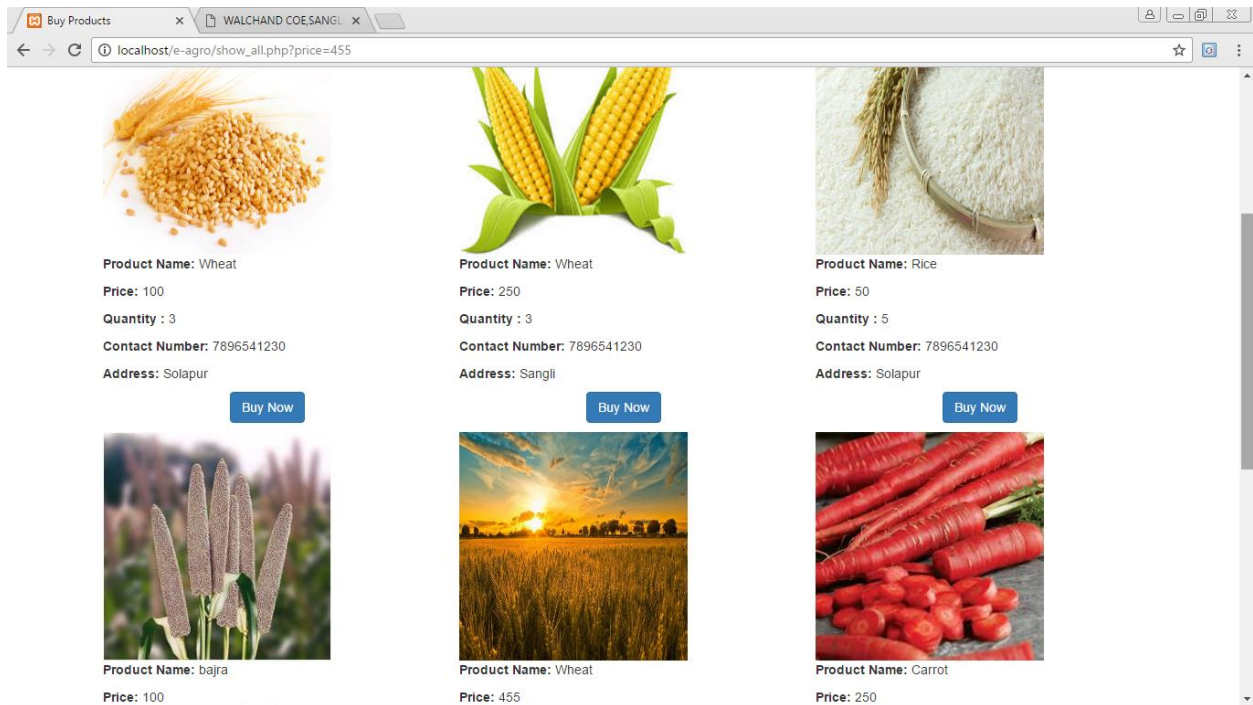 Buy Products
WALCHAND COE,SANGLI
localhost/e-agro/show_all.php?price=455
Product Name: Wheat
Price: 100
Quantity : 3
Contact Number: 7896541230
Address: Solapur
Buy Now
Product Name: Wheat
Price: 250
Quantity : 3
Contact Number: 7896541230
Address: Sangli
Buy Now
Product Name: Rice
Price: 50
Quantity : 5
Contact Number: 7896541230
Address: Solapur
Buy Now
Product Name: bajra
Price: 100
Product Name: Wheat
Price: 455
Product Name: Carrot
Price: 250